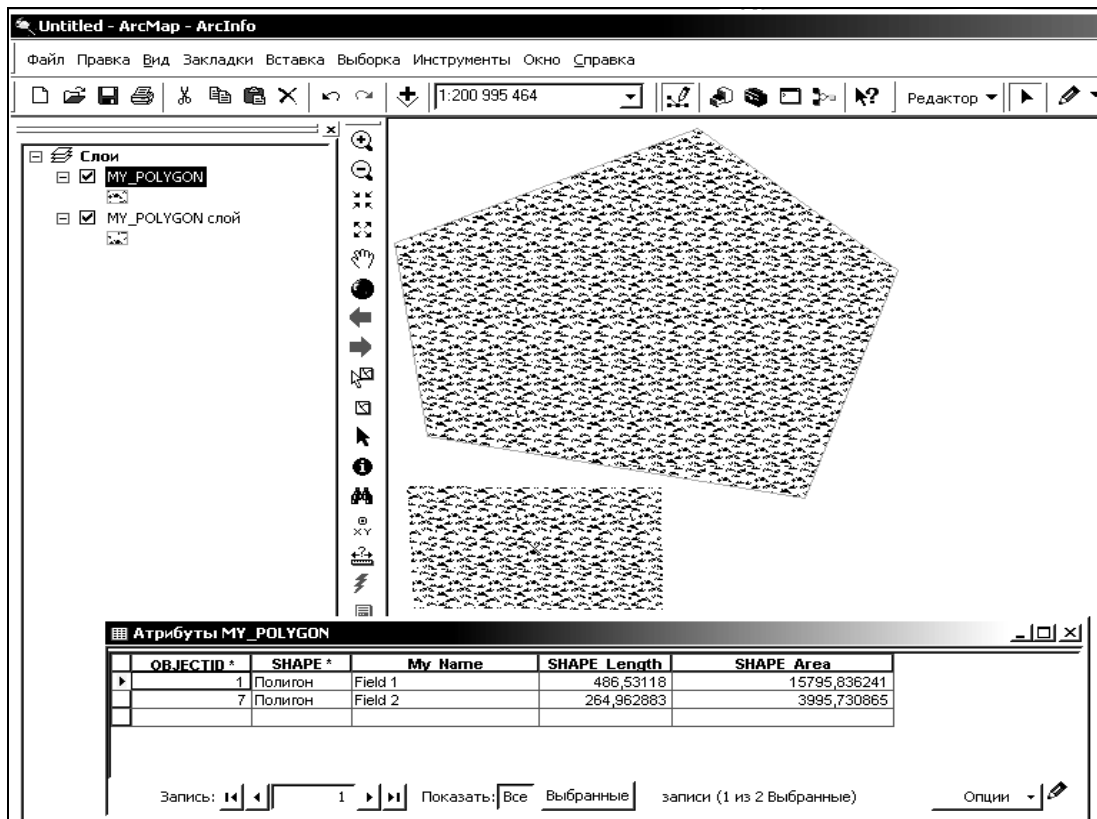 Untitled - ArcMap - ArcInfo
Файл Правка Вид Закладки Вставка Выборка Инструменты Окно Справка
1:200 995 464 Редактор
Слои
MY_POLYGON
MY_POLYGON слой
XY
Атрибуты MY_POLYGON
OBJECTID * SHAPE * My_Name SHAPE_Length SHAPE_Area
1 Полигон Field 1 486,53118 15795,836241
7 Полигон Field 2 264,962883 3995,730865
Запись: 1 Показать: Все Выбранные записи (1 из 2 Выбранные) Опции